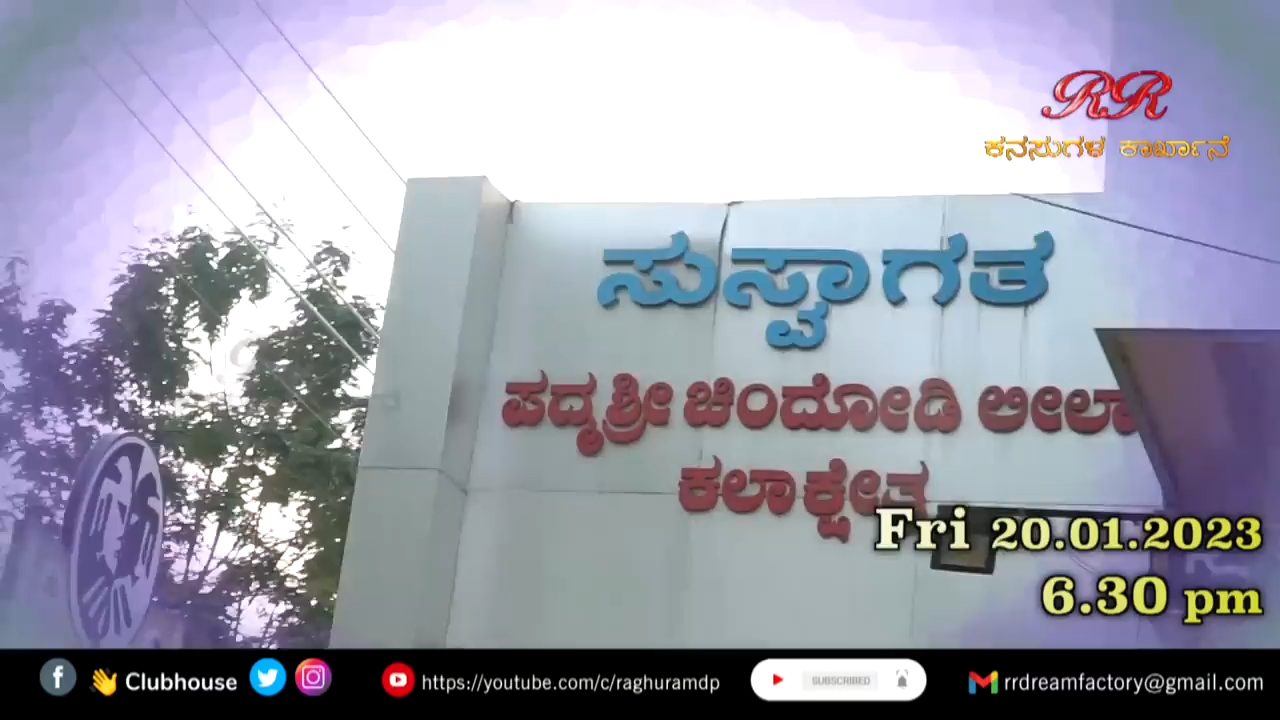 RR
ಕನಸುಗಳ ಕಾರ್ಖಾನೆ
ಸುಸ್ವಾಗತ
ಪದ್ಮಶ್ರೀ ಚಿಂದೋಡಿ ಲೀಲಾ
ಕಲಾಕ್ಷೇತ್ರ
Fri 20.01.2023
6.30 pm
Clubhouse
https://youtube.com/c/raghuramdp
SUBSCRIBED
rrdreamfactory@gmail.com